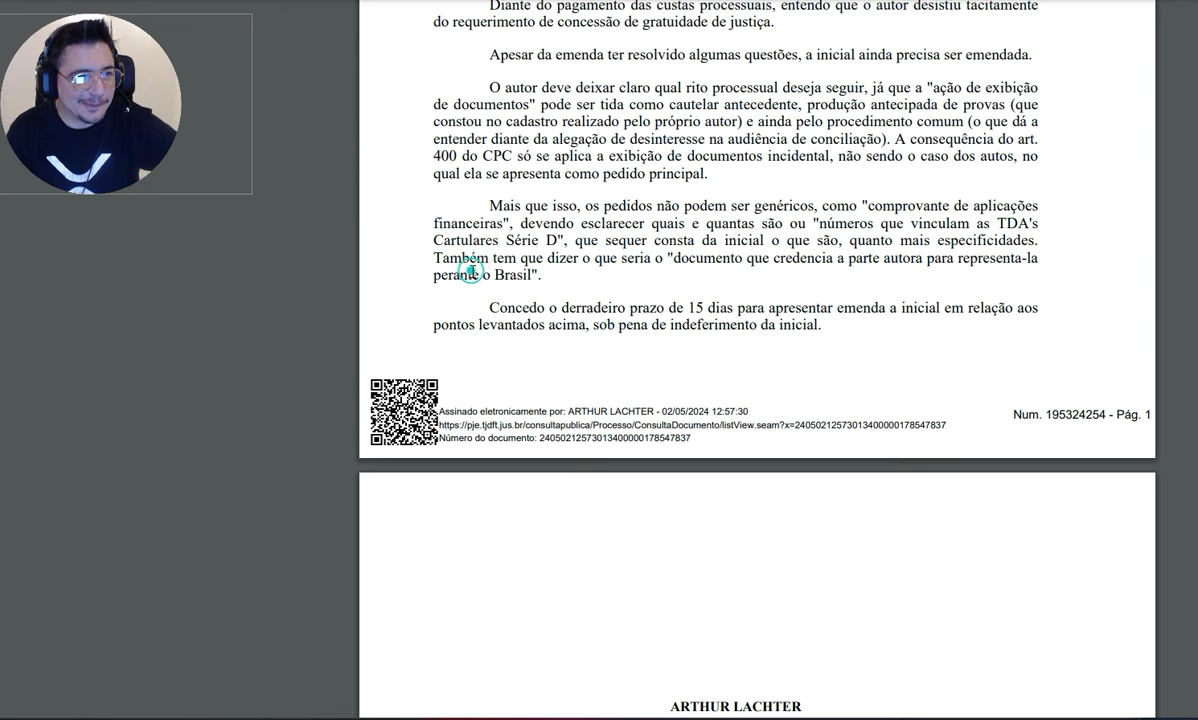 Diante do pagamento das custas processuais, entendo que o autor desistiu tacitamente
do requerimento de concessão de gratuidade de justiça.
Apesar da emenda ter resolvido algumas questões, a inicial ainda precisa ser emendada.
O autor deve deixar claro qual rito processual deseja seguir, já que a "ação de exibição
de documentos" pode ser tida como cautelar antecedente, produção antecipada de provas (que
constou no cadastro realizado pelo próprio autor) e ainda pelo procedimento comum (o que dá a
entender diante da alegação de desinteresse na audiência de conciliação). A consequência do art.
400 do CPC só se aplica a exibição de documentos incidental, não sendo o caso dos autos, no
qual ela se apresenta como pedido principal.
Mais que isso, os pedidos não podem ser genéricos, como "comprovante de aplicações
financeiras", devendo esclarecer quais e quantas são ou "números que vinculam as TDA's
Cartulares Série D", que sequer consta da inicial o que são, quanto mais especificidades.
Também tem que dizer o que seria o "documento que credencia a parte autora para representa-la
perante o Brasil".
Concedo o derradeiro prazo de 15 dias para apresentar emenda a inicial em relação aos
pontos levantados acima, sob pena de indeferimento da inicial.
Assinado eletronicamente por: ARTHUR LACHTER - 02/05/2024 12:57:30
https://pje.tjdft.jus.br/consultapublica/Processo/ConsultaDocumento/listView.seam?x=24050212573013400000178547837
Número do documento: 24050212573013400000178547837
Num. 195324254 - Pág. 1
ARTHUR LACHTER